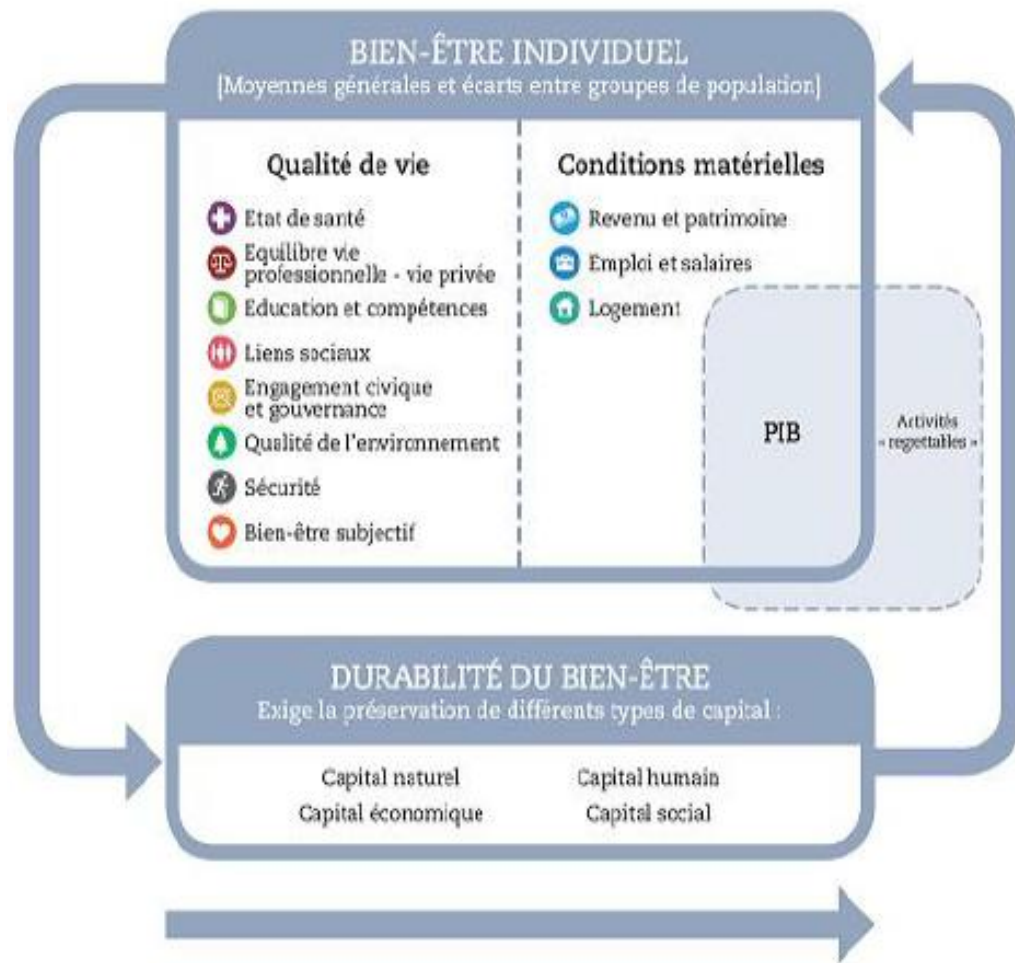 BIEN-ÊTRE INDIVIDUEL
[Moyennes générales et écarts entre groupes de population]
Qualité de vie
Etat de santé
Equilibre vie
professionnelle - vie privée
Education et compétences
Liens sociaux
Engagement civique
et gouvernance
Qualité de l'environnement
Sécurité
Bien-être subjectif
Conditions matérielles
Revenu et patrimoine
Emploi et salaires
Logement
PIB
Activités
« regrettables »
DURABILITÉ DU BIEN-ÊTRE
Exige la préservation de différents types de capital :
Capital naturel
Capital humain
Capital économique
Capital social